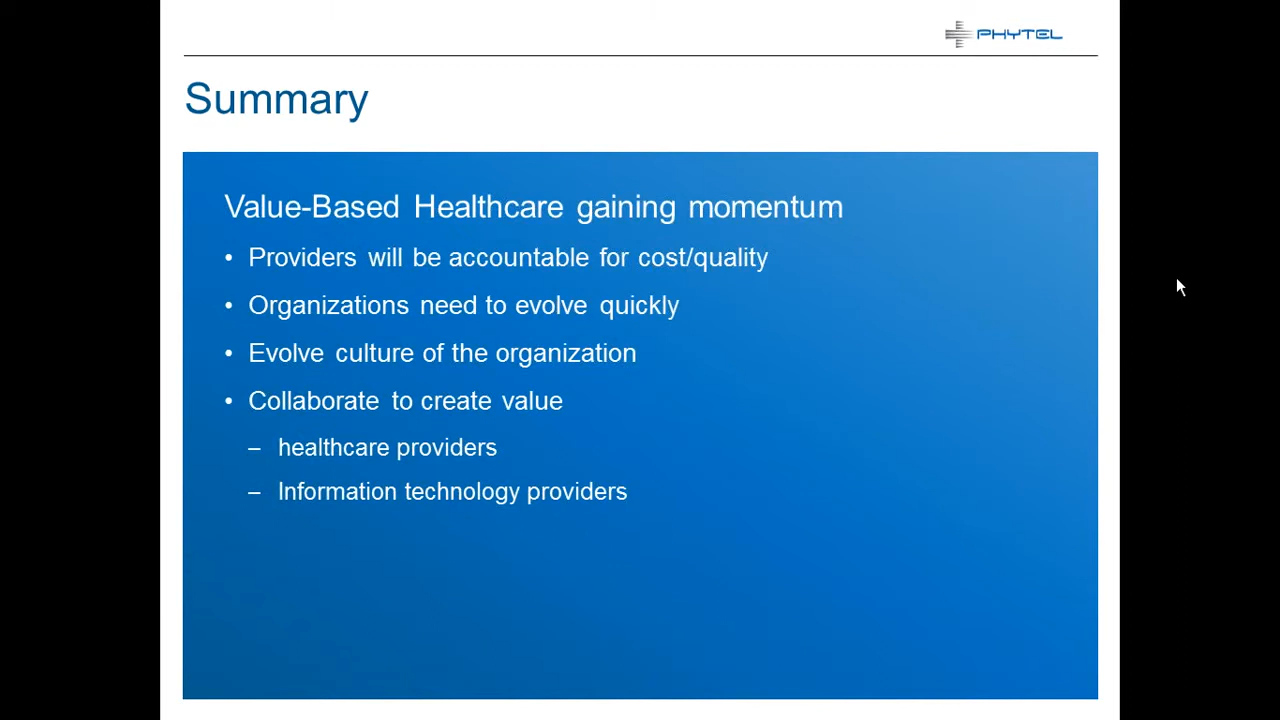 PHYTEL
Summary
Value-Based Healthcare gaining momentum
• Providers will be accountable for cost/quality
• Organizations need to evolve quickly
• Evolve culture of the organization
• Collaborate to create value
– healthcare providers
– Information technology providers